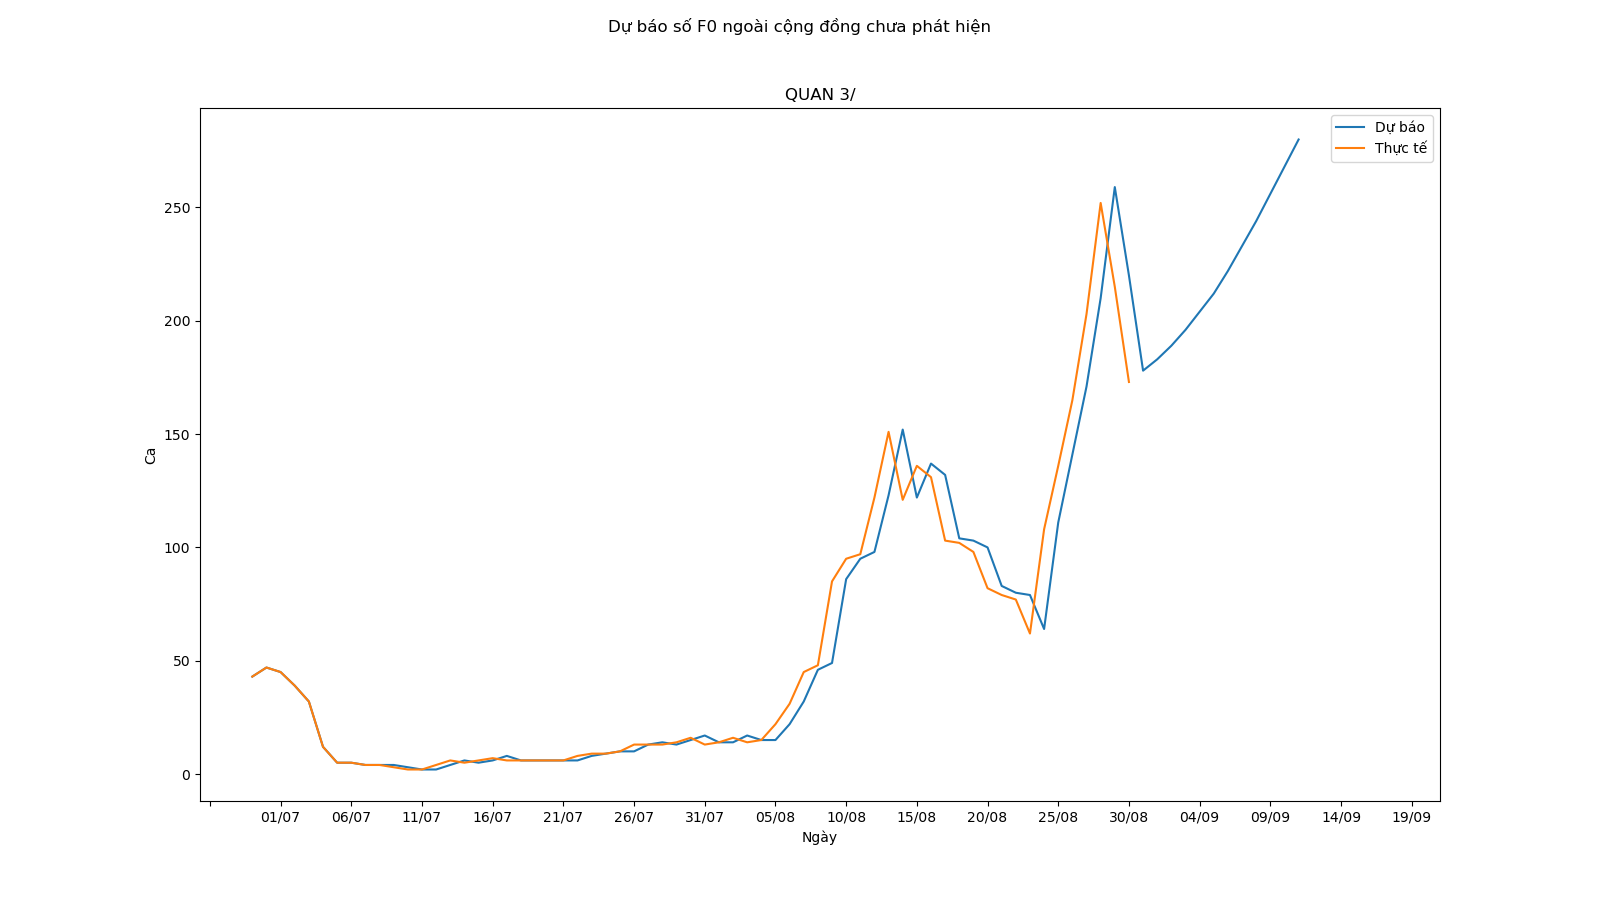 Dự báo số F0 ngoài cộng đồng chưa phát hiện
QUAN 3/
Dự báo
Thực tế
250
200
150
100
50
0
Ca
01/07 06/07 11/07 16/07 21/07 26/07 31/07 05/08 10/08 15/08 20/08 25/08 30/08 04/09 09/09 14/09 19/09
Ngày